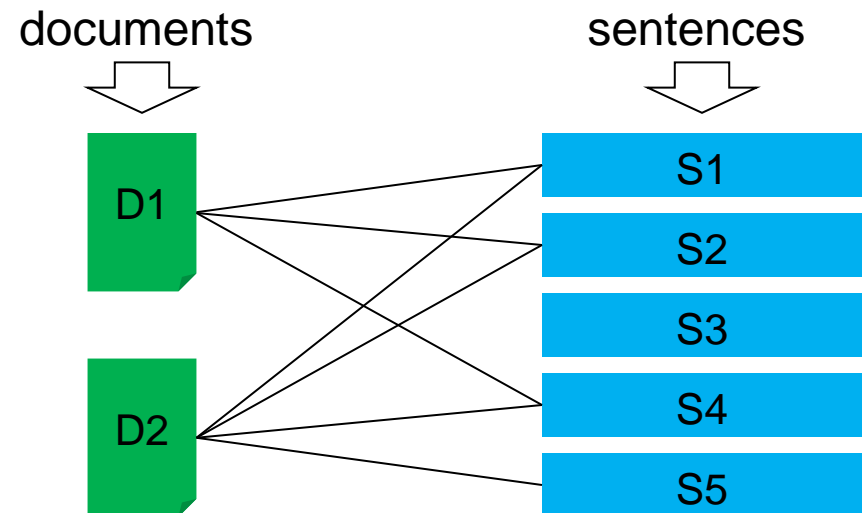 documents
sentences
D1
D2
S1
S2
S3
S4
S5